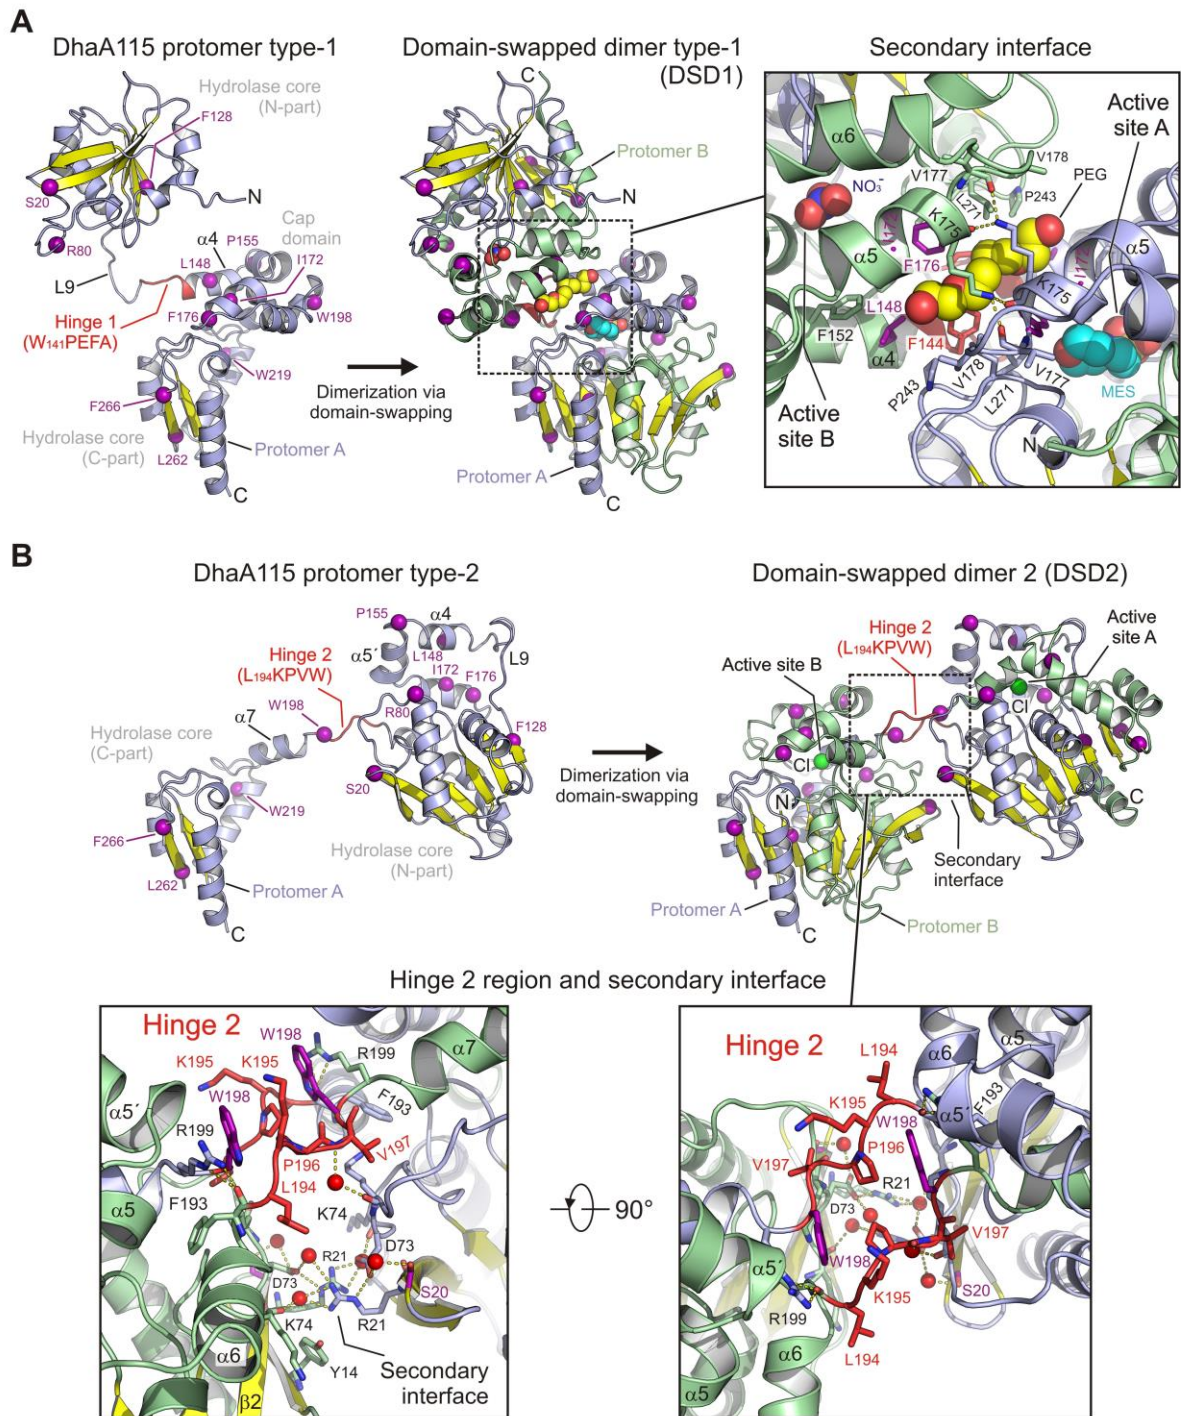 A
DhaA115 protomer type-1
Hydrolase core
(N-part)
F128
S20
R80
N
Cap
domain
α4
P155
L148
I172
L9
F176
W198
Hinge 1
(W141PEFA)
W219
F266
Hydrolase core
(C-part)
Protomer A
L262
C
Dimerization via
domain-swapping
Domain-swapped dimer type-1
(DSD1)
C
Protomer B
N
Protomer A
C
Secondary interface
Active
site A
α6
V178
V177
PEG
NO3-
L271
P243
K175
I172
α5
α5
I172
F176
K175
L148
F152
F144
α4
V178
V177
P243
L271
MES
Active
site B
N
B
DhaA115 protomer type-2
P155
α4
α5´
L148
L9
Hinge 2
(L194KPVW)
I172
F176
W198
R80
α7
F128
Hydrolase core
(C-part)
S20
W219
F266
Hydrolase core
(N-part)
L262
Protomer A
C
Dimerization via
domain-swapping
Domain-swapped dimer 2 (DSD2)
Hinge 2
(L194KPVW)
Active
site A
Active site B
Cl
Cl
N
C
Secondary
interface
Protomer A
Protomer B
C
Hinge 2 region and secondary interface
Hinge 2
W198
α7
K195
K195
R199
F193
α5´
W198
R199
V197
P196
L194
F193
K74
α5
D73
R21
D73
S20
K74
R21
α6
Y14
Secondary
interface
β2
90°
Hinge 2
L194
α6
α5
F193
K195
α5´
W198
P196
V197
R21
D73
V197
W198
α5´
K195
S20
R199
L194
α6
α5